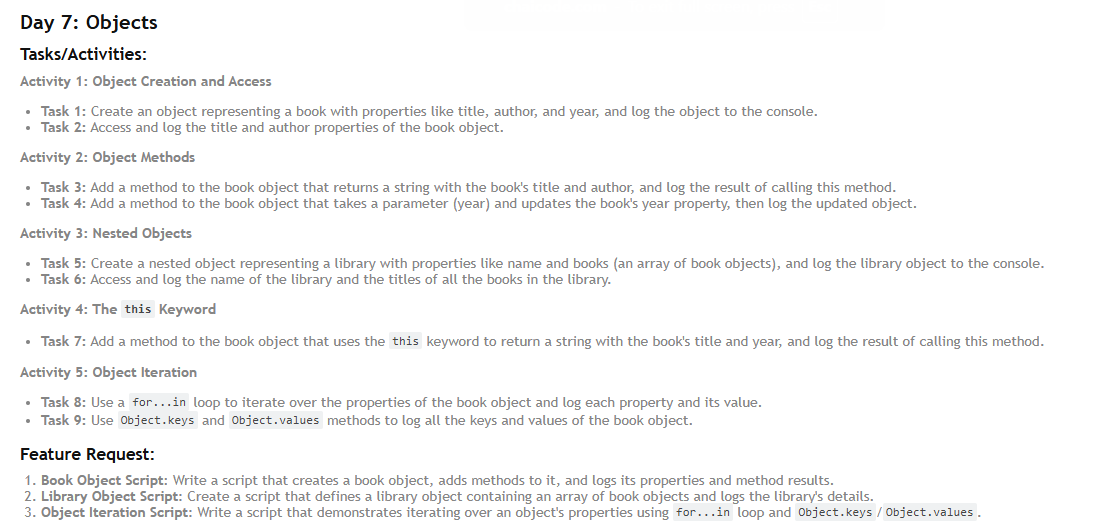 Day 7: Objects
Tasks/Activities:
Activity 1: Object Creation and Access
• Task 1: Create an object representing a book with properties like title, author, and year, and log the object to the console.
• Task 2: Access and log the title and author properties of the book object.
Activity 2: Object Methods
• Task 3: Add a method to the book object that returns a string with the book's title and author, and log the result of calling this method.
• Task 4: Add a method to the book object that takes a parameter (year) and updates the book's year property, then log the updated object.
Activity 3: Nested Objects
• Task 5: Create a nested object representing a library with properties like name and books (an array of book objects), and log the library object to the console.
• Task 6: Access and log the name of the library and the titles of all the books in the library.
Activity 4: The this Keyword
• Task 7: Add a method to the book object that uses the this keyword to return a string with the book's title and year, and log the result of calling this method.
Activity 5: Object Iteration
• Task 8: Use a for...in loop to iterate over the properties of the book object and log each property and its value.
• Task 9: Use Object.keys and Object.values methods to log all the keys and values of the book object.
Feature Request:
1. Book Object Script: Write a script that creates a book object, adds methods to it, and logs its properties and method results.
2. Library Object Script: Create a script that defines a library object containing an array of book objects and logs the library's details.
3. Object Iteration Script: Write a script that demonstrates iterating over an object's properties using for...in loop and Object.keys/Object.values.